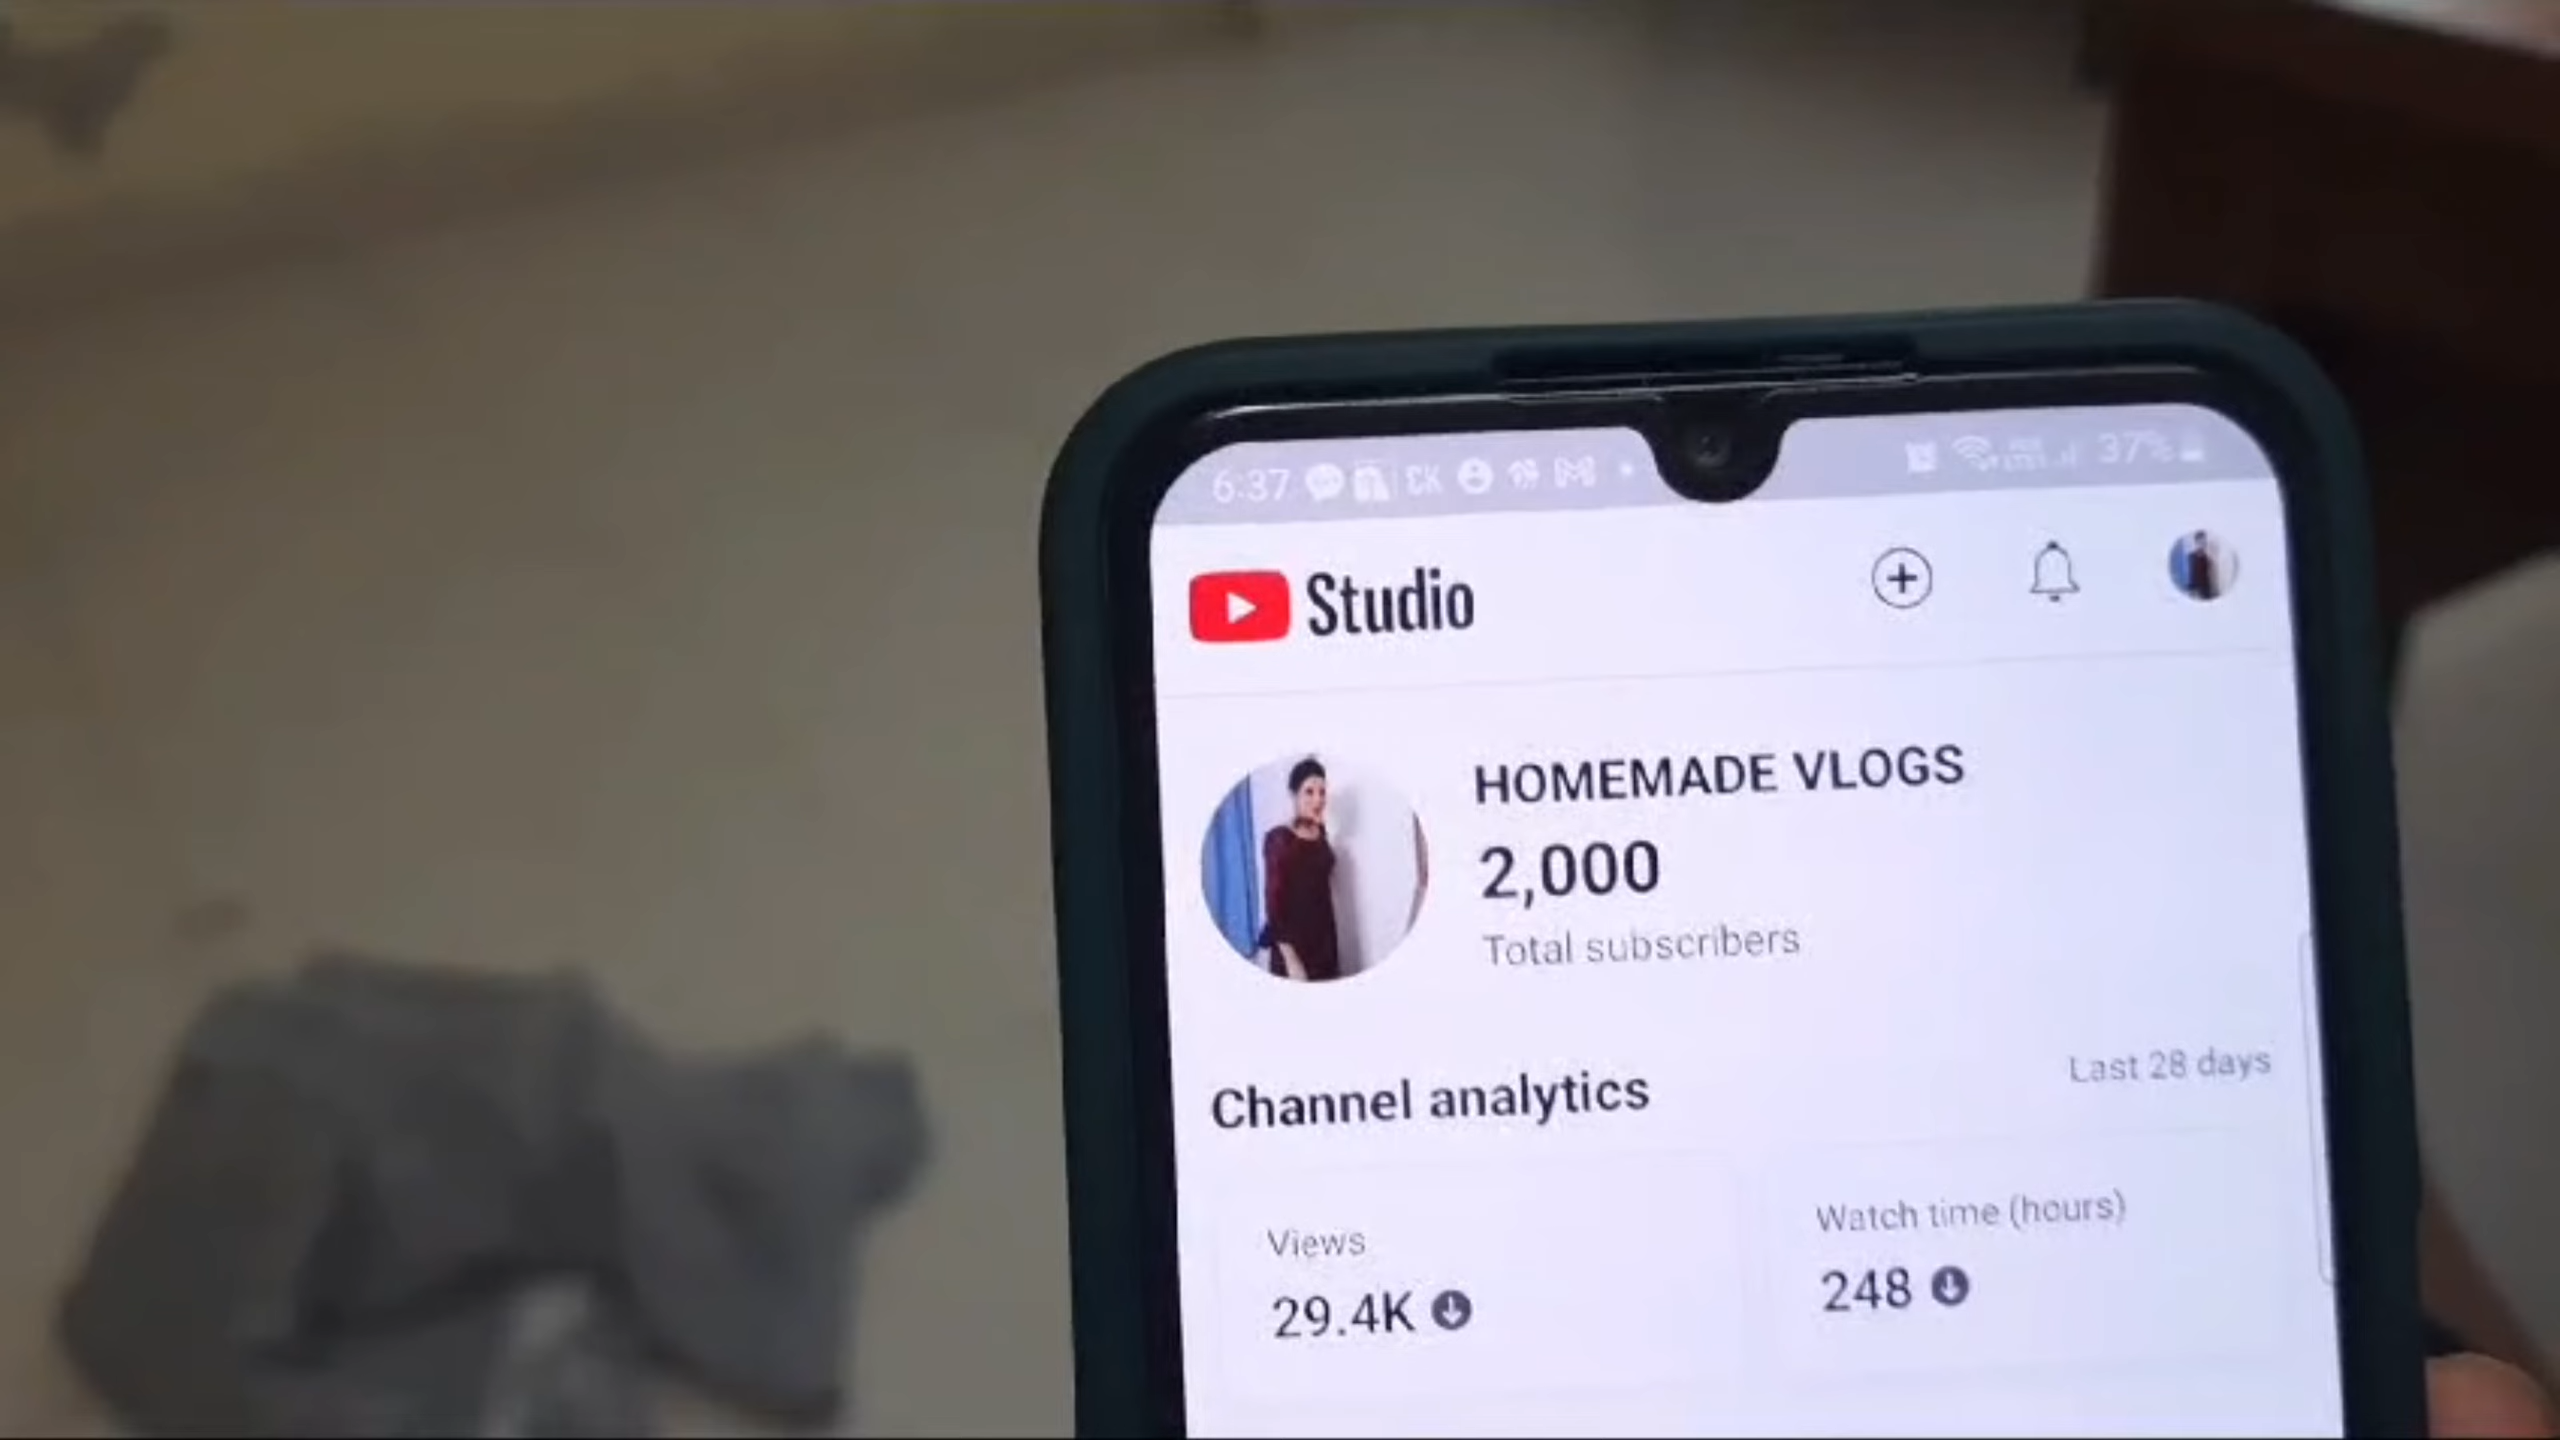 6:37
37%
Studio
HOMEMADE VLOGS
2,000
Total subscribers
Channel analytics
Last 28 days
Views
Watch time (hours)
29.4K
248